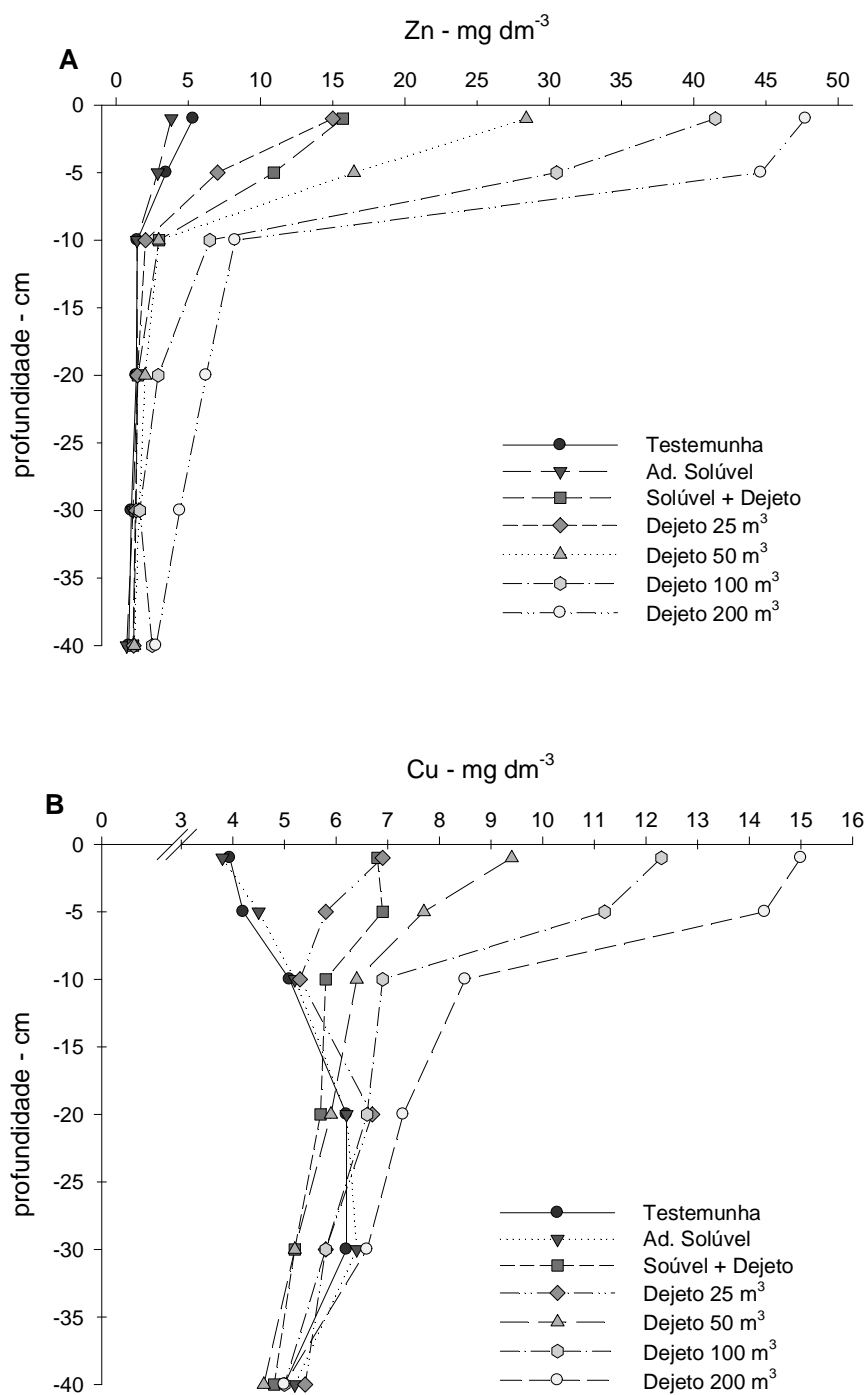 Zn - mg dm-3
A
0 5 10 15 20 25 30 35 40 45 50
0
-5
-10
-15
-20
-25
-30
-35
-40
profundidade - cm
Testemunha
Ad. Solúvel
Solúvel + Dejeto
Dejeto 25 m3
Dejeto 50 m3
Dejeto 100 m3
Dejeto 200 m3
Cu - mg dm-3
B
0 3 4 5 6 7 8 9 10 11 12 13 14 15 16
0
-5
-10
-15
-20
-25
-30
-35
-40
profundidade - cm
Testemunha
Ad. Solúvel
Soúvel + Dejeto
Dejeto 25 m3
Dejeto 50 m3
Dejeto 100 m3
Dejeto 200 m3